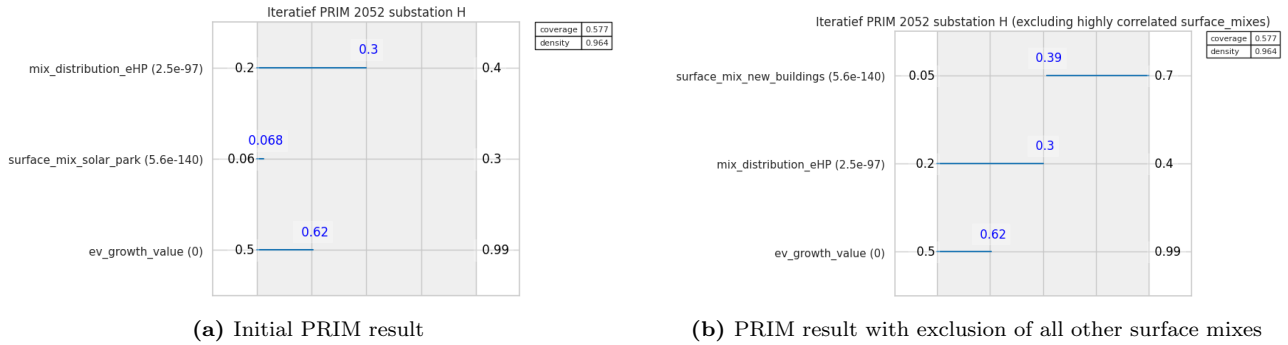 Iteratief PRIM 2052 substation H
coverage 0.577
density 0.964
mix_distribution_eHP (2.5e-97) 0.2 0.3 0.4
surface_mix_solar_park (5.6e-140) 0.06 0.068 0.3
ev_growth_value (0) 0.5 0.62 0.99
(a) Initial PRIM result
Iteratief PRIM 2052 substation H (excluding highly correlated surface_mixes)
coverage 0.577
density 0.964
surface_mix_new_buildings (5.6e-140) 0.05 0.39 0.7
mix_distribution_eHP (2.5e-97) 0.2 0.3 0.4
ev_growth_value (0) 0.5 0.62 0.99
(b) PRIM result with exclusion of all other surface mixes